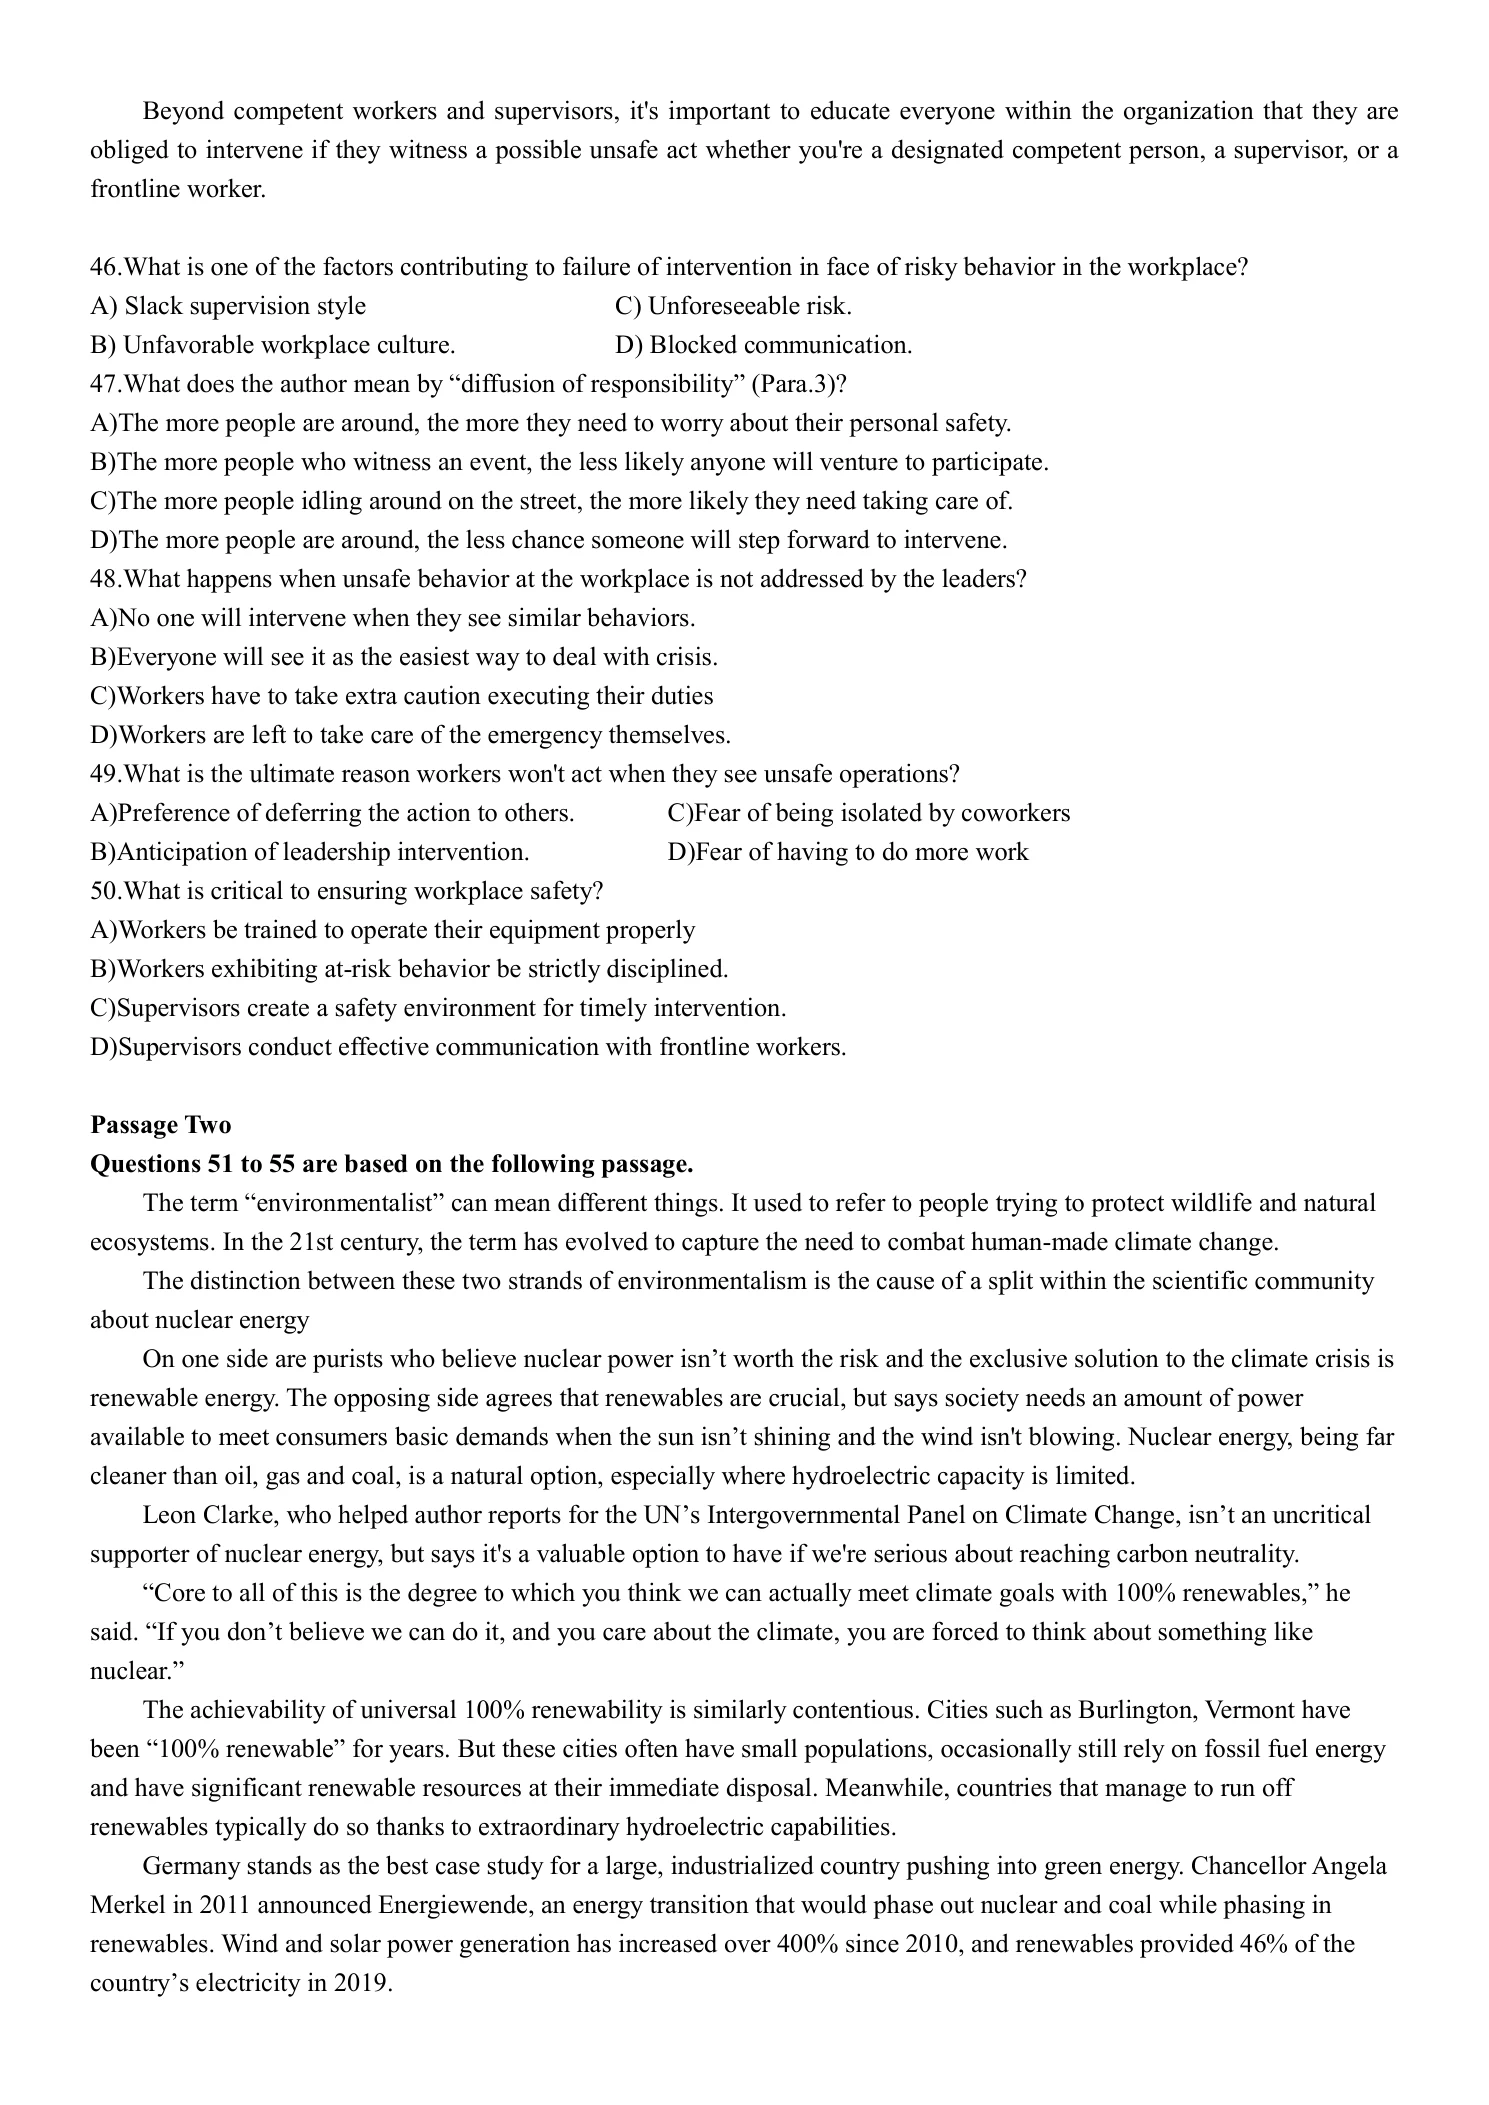 Beyond competent workers and supervisors, it's important to educate everyone within the organization that they are
obliged to intervene if they witness a possible unsafe act whether you're a designated competent person, a supervisor, or a
frontline worker.
46.What is one of the factors contributing to failure of intervention in face of risky behavior in the workplace?
A) Slack supervision style C) Unforeseeable risk.
B) Unfavorable workplace culture. D) Blocked communication.
47.What does the author mean by “diffusion of responsibility” (Para.3)?
A)The more people are around, the more they need to worry about their personal safety.
B)The more people who witness an event, the less likely anyone will venture to participate.
C)The more people idling around on the street, the more likely they need taking care of.
D)The more people are around, the less chance someone will step forward to intervene.
48.What happens when unsafe behavior at the workplace is not addressed by the leaders?
A)No one will intervene when they see similar behaviors.
B)Everyone will see it as the easiest way to deal with crisis.
C)Workers have to take extra caution executing their duties
D)Workers are left to take care of the emergency themselves.
49.What is the ultimate reason workers won't act when they see unsafe operations?
A)Preference of deferring the action to others. C)Fear of being isolated by coworkers
B)Anticipation of leadership intervention. D)Fear of having to do more work
50.What is critical to ensuring workplace safety?
A)Workers be trained to operate their equipment properly
B)Workers exhibiting at-risk behavior be strictly disciplined.
C)Supervisors create a safety environment for timely intervention.
D)Supervisors conduct effective communication with frontline workers.
Passage Two
Questions 51 to 55 are based on the following passage.
The term “environmentalist” can mean different things. It used to refer to people trying to protect wildlife and natural
ecosystems. In the 21st century, the term has evolved to capture the need to combat human-made climate change.
The distinction between these two strands of environmentalism is the cause of a split within the scientific community
about nuclear energy
On one side are purists who believe nuclear power isn’t worth the risk and the exclusive solution to the climate crisis is
renewable energy. The opposing side agrees that renewables are crucial, but says society needs an amount of power
available to meet consumers basic demands when the sun isn’t shining and the wind isn't blowing. Nuclear energy, being far
cleaner than oil, gas and coal, is a natural option, especially where hydroelectric capacity is limited.
Leon Clarke, who helped author reports for the UN’s Intergovernmental Panel on Climate Change, isn’t an uncritical
supporter of nuclear energy, but says it's a valuable option to have if we're serious about reaching carbon neutrality.
“Core to all of this is the degree to which you think we can actually meet climate goals with 100% renewables,” he
said. “If you don’t believe we can do it, and you care about the climate, you are forced to think about something like
nuclear.”
The achievability of universal 100% renewability is similarly contentious. Cities such as Burlington, Vermont have
been “100% renewable” for years. But these cities often have small populations, occasionally still rely on fossil fuel energy
and have significant renewable resources at their immediate disposal. Meanwhile, countries that manage to run off
renewables typically do so thanks to extraordinary hydroelectric capabilities.
Germany stands as the best case study for a large, industrialized country pushing into green energy. Chancellor Angela
Merkel in 2011 announced Energiewende, an energy transition that would phase out nuclear and coal while phasing in
renewables. Wind and solar power generation has increased over 400% since 2010, and renewables provided 46% of the
country’s electricity in 2019.